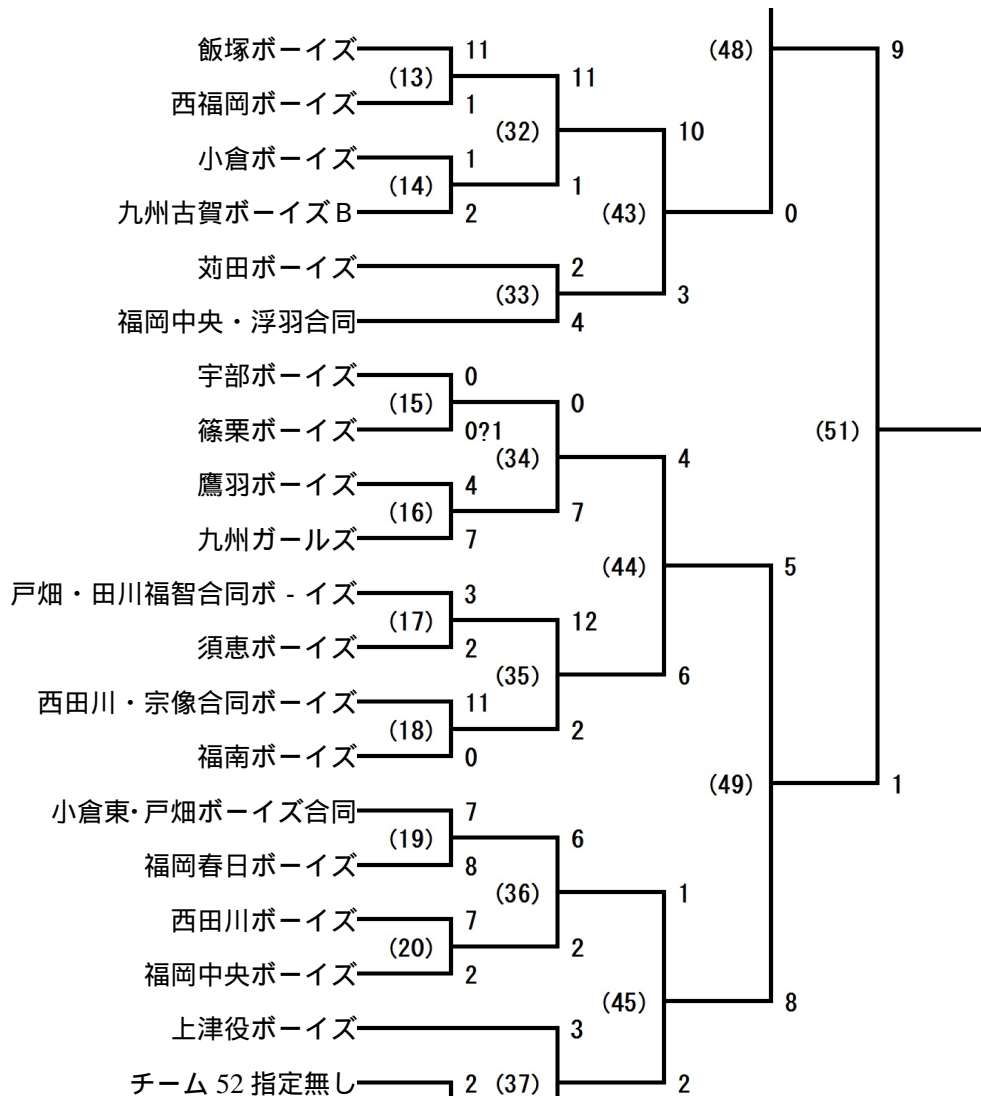 飯塚ボーイズ 11 (48) 9
(13) 11
西福岡ボーイズ 1
(32) 10
小倉ボーイズ 1
(14) 1
九州古賀ボーイズB 2 (43) 0
苅田ボーイズ 2
(33) 3
福岡中央・浮羽合同 4
宇部ボーイズ 0
(15) 0
篠栗ボーイズ 0?1 (51)
(34) 4
鷹羽ボーイズ 4
(16) 7
九州ガールズ 7
(44) 5
戸畑・田川福智合同ボ-イズ 3
(17) 12
須恵ボーイズ 2
(35) 6
西田川・宗像合同ボーイズ 11
(18) 2
福南ボーイズ 0
(49) 1
小倉東・戸畑ボーイズ合同 7
(19) 6
福岡春日ボーイズ 8
(36) 1
西田川ボーイズ 7
(20) 2
福岡中央ボーイズ 2
(45) 8
上津役ボーイズ 3
チーム 52 指定無し 2 (37) 2